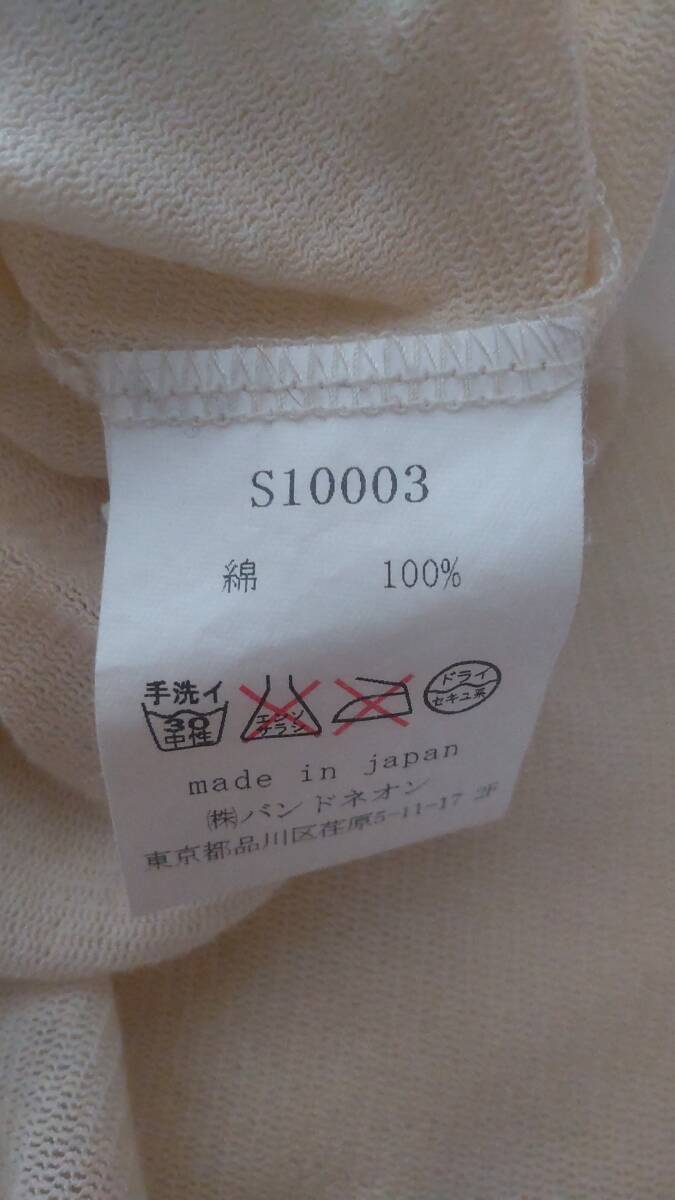 S10003
綿 100%
手洗イ
30
中性
エンソ
サラシ
ドライ
セキユ系
made in japan
㈱バンドネオン
東京都品川区荏原5-11-17 2F